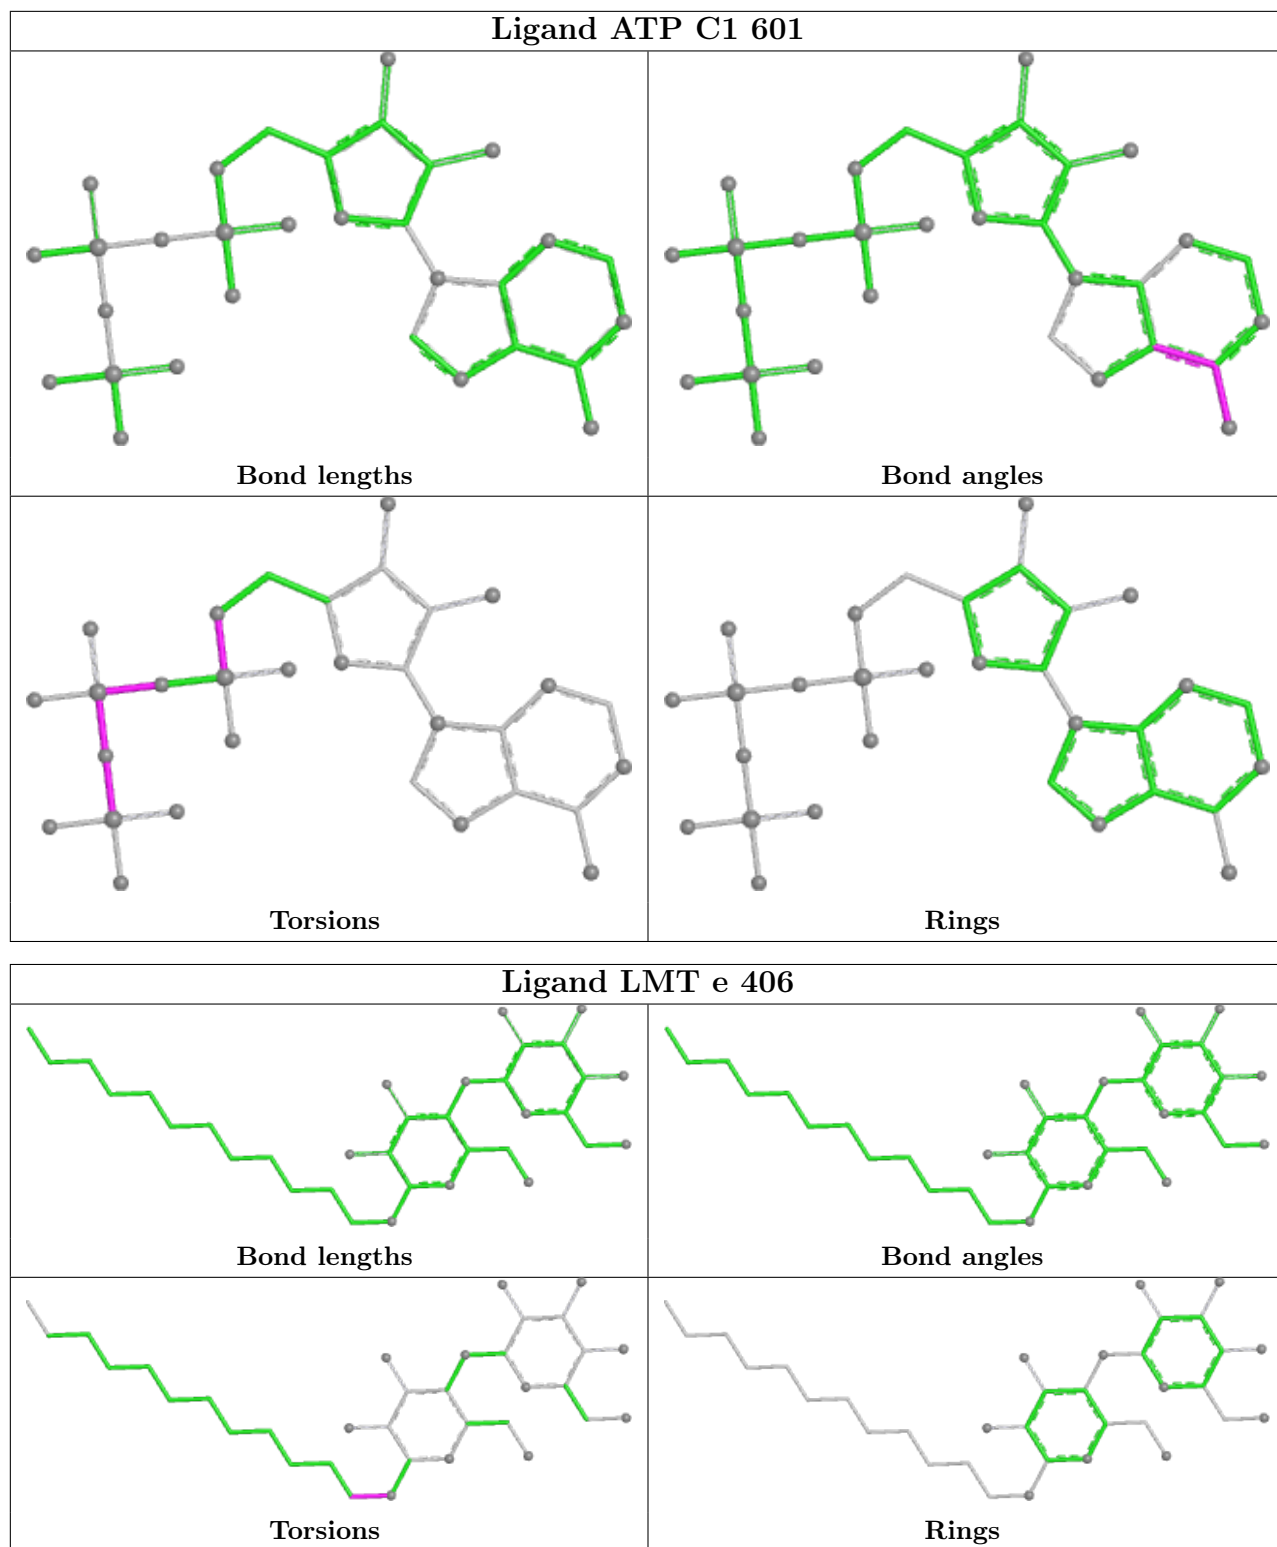 Ligand ATP C1 601
Bond lengths
Bond angles
Torsions
Rings
Ligand LMT e 406
Bond lengths
Bond angles
Torsions
Rings